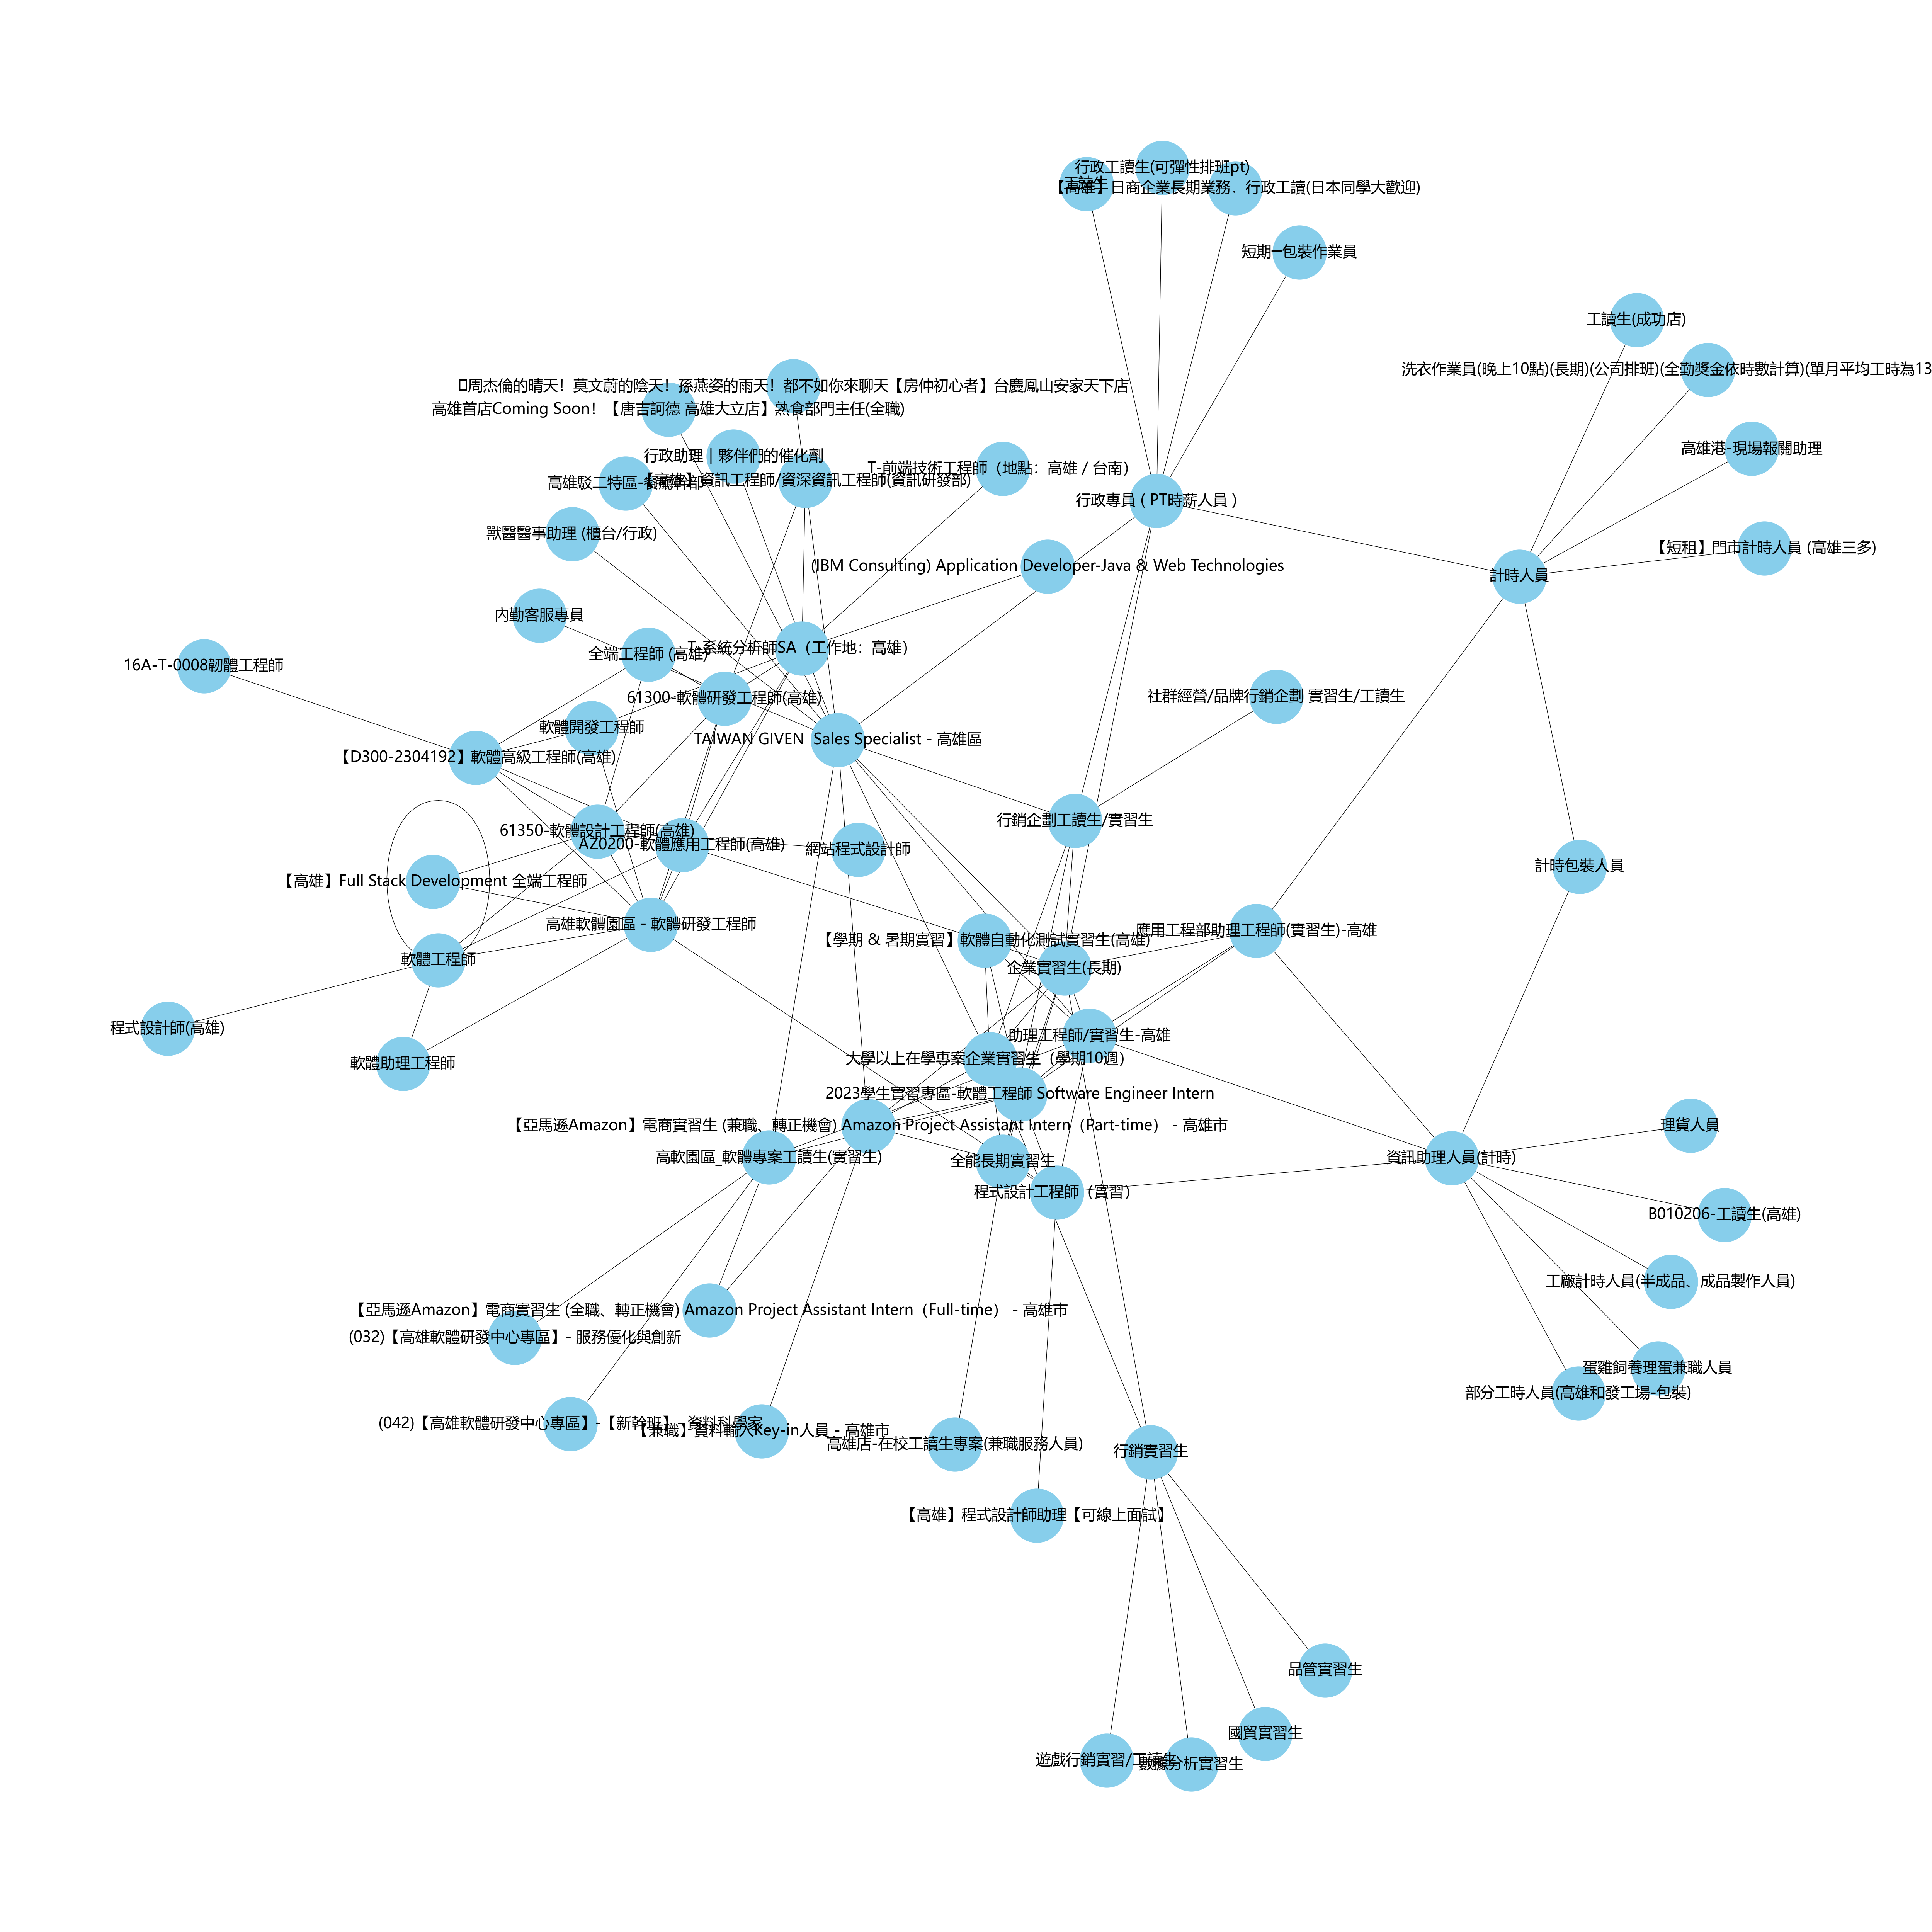 行政工讀生(可彈性排班pt)
工讀生
【高雄】日商企業長期業務．行政工讀(日本同學大歡迎)
短期–包裝作業員
工讀生(成功店)
洗衣作業員(晚上10點)(長期)(公司排班)(全勤獎金依時數計算)(單月平均工時為13
周杰倫的晴天！莫文蔚的陰天！孫燕姿的雨天！都不如你來聊天【房仲初心者】台慶鳳山安家天下店
高雄首店Coming Soon！【唐吉訶德 高雄大立店】熟食部門主任(全職)
高雄港-現場報關助理
行政助理｜夥伴們的催化劑
T-前端技術工程師（地點：高雄 / 台南）
【高雄】資訊工程師/資深資訊工程師(資訊研發部)
高雄駁二特區-餐廳幹部
行政專員 ( PT時薪人員 )
獸醫醫事助理 (櫃台/行政)
【短租】門市計時人員 (高雄三多)
(IBM Consulting) Application Developer-Java & Web Technologies
計時人員
內勤客服專員
T-系統分析師SA（工作地：高雄）
全端工程師 (高雄)
16A-T-0008韌體工程師
社群經營/品牌行銷企劃 實習生/工讀生
61300-軟體研發工程師(高雄)
軟體開發工程師
TAIWAN GIVEN  Sales Specialist - 高雄區
【D300-2304192】軟體高級工程師(高雄)
行銷企劃工讀生/實習生
61350-軟體設計工程師(高雄)
AZ0200-軟體應用工程師(高雄)
網站程式設計師
計時包裝人員
【高雄】Full Stack Development 全端工程師
高雄軟體園區 - 軟體研發工程師
應用工程部助理工程師(實習生)-高雄
【學期 & 暑期實習】軟體自動化測試實習生(高雄)
軟體工程師
企業實習生(長期)
程式設計師(高雄)
助理工程師/實習生-高雄
大學以上在學專案企業實習生（學期10週）
軟體助理工程師
2023學生實習專區-軟體工程師 Software Engineer Intern
【亞馬遜Amazon】電商實習生 (兼職、轉正機會) Amazon Project Assistant Intern（Part-time） - 高雄市
理貨人員
高軟園區_軟體專案工讀生(實習生)
全能長期實習生
資訊助理人員(計時)
程式設計工程師（實習）
B010206-工讀生(高雄)
工廠計時人員(半成品、成品製作人員)
【亞馬遜Amazon】電商實習生 (全職、轉正機會) Amazon Project Assistant Intern（Full-time） - 高雄市
(032)【高雄軟體研發中心專區】- 服務優化與創新
蛋雞飼養理蛋兼職人員
部分工時人員(高雄和發工場-包裝)
(042)【高雄軟體研發中心專區】-【新幹班】- 資料科學家
【兼職】資料輸入Key-in人員 - 高雄市
高雄店-在校工讀生專案(兼職服務人員)
行銷實習生
【高雄】程式設計師助理【可線上面試】
品管實習生
國貿實習生
遊戲行銷實習/工讀生
數據分析實習生